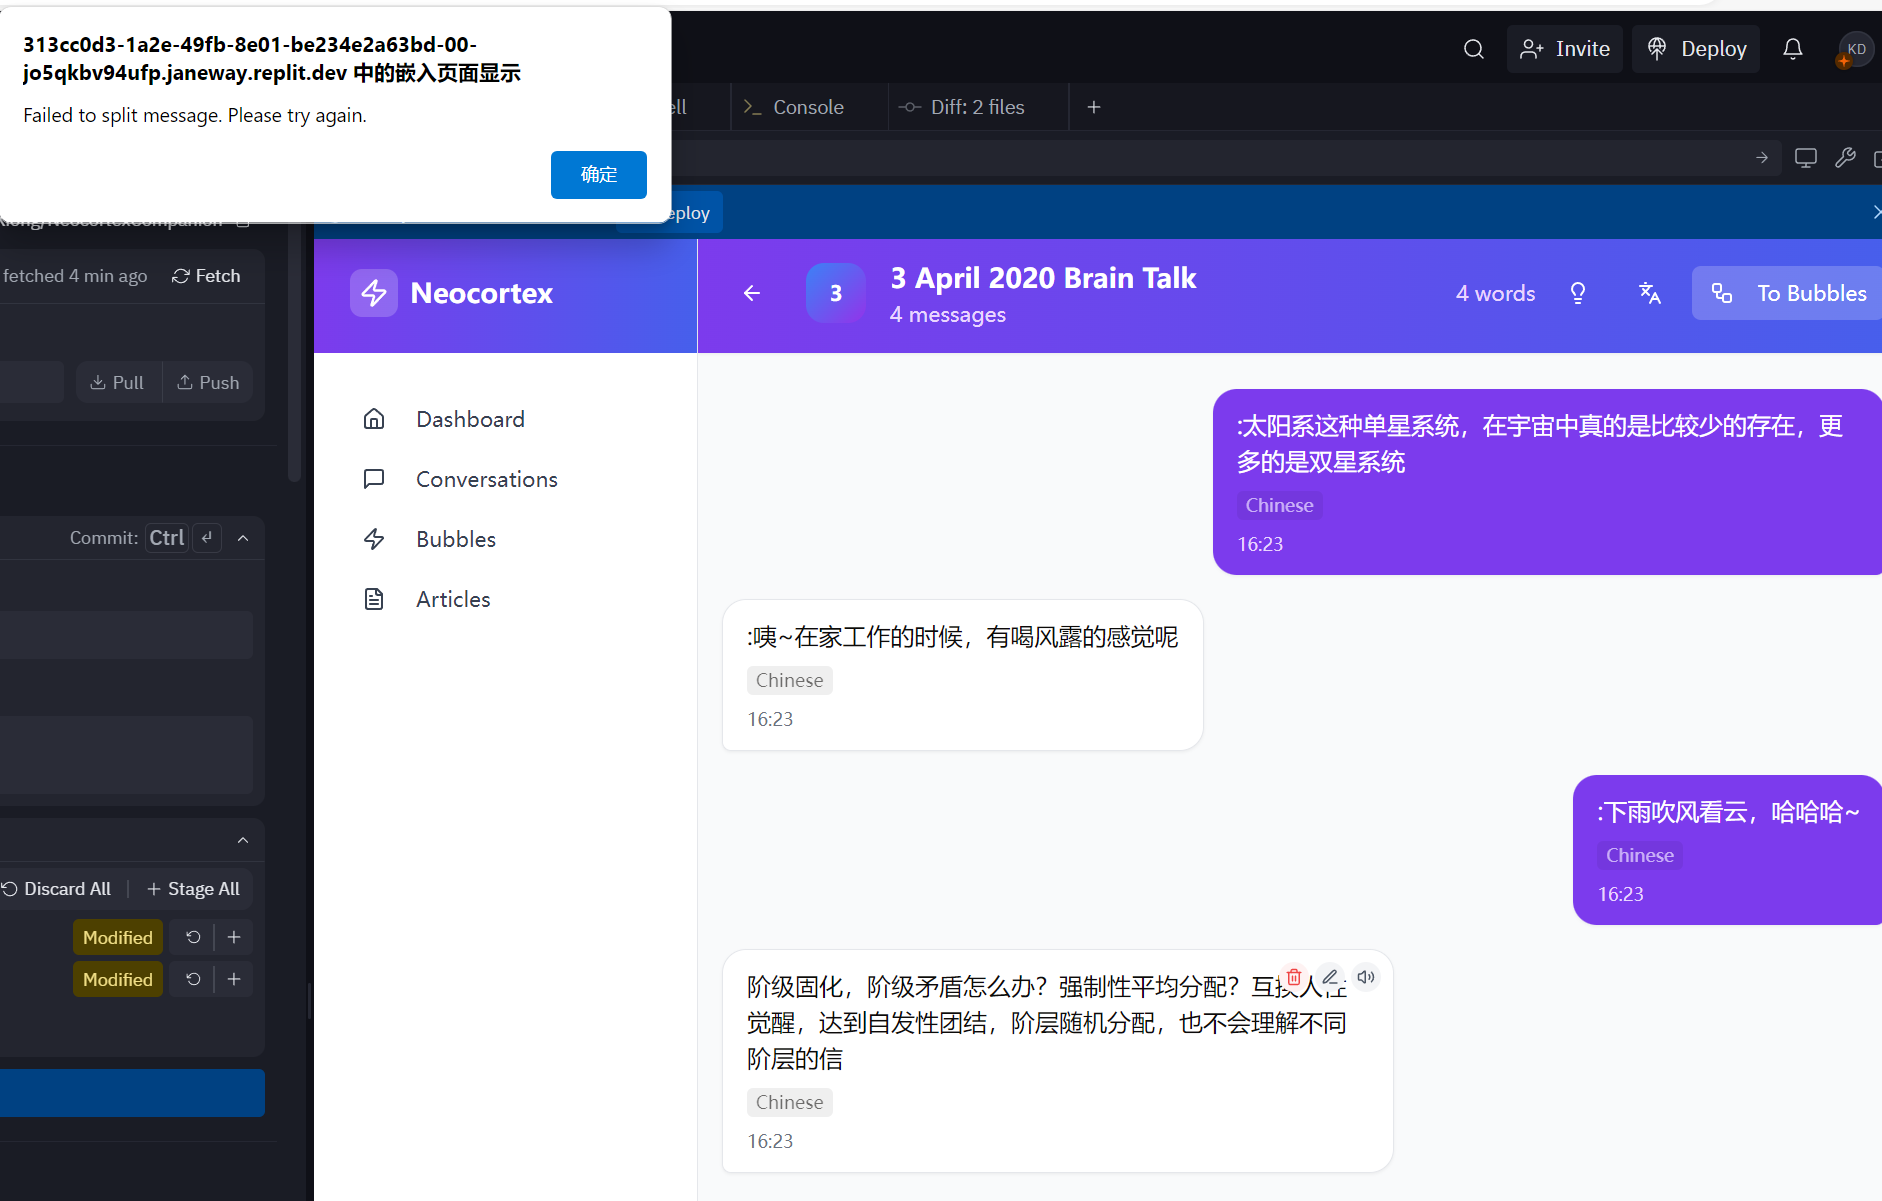 313cc0d3-1a2e-49fb-8e01-be234e2a63bd-00-
jo5qkbv94ufp.janeway.replit.dev 中的嵌入页面显示
Failed to split message. Please try again.
确定
Invite
Deploy
KD
Console
Diff: 2 files
fetched 4 min ago
Fetch
Pull
Push
Commit: Ctrl
Discard All
Stage All
Modified
Modified
Neocortex
Dashboard
Conversations
Bubbles
Articles
3
3 April 2020 Brain Talk
4 messages
4 words
To Bubbles
:太阳系这种单星系统，在宇宙中真的是比较少的存在，更
多的是双星系统
Chinese
16:23
:咦~在家工作的时候，有喝风露的感觉呢
Chinese
16:23
:下雨吹风看云，哈哈哈~
Chinese
16:23
阶级固化，阶级矛盾怎么办？强制性平均分配？互换人性
觉醒，达到自发性团结，阶层随机分配，也不会理解不同
阶层的信
Chinese
16:23